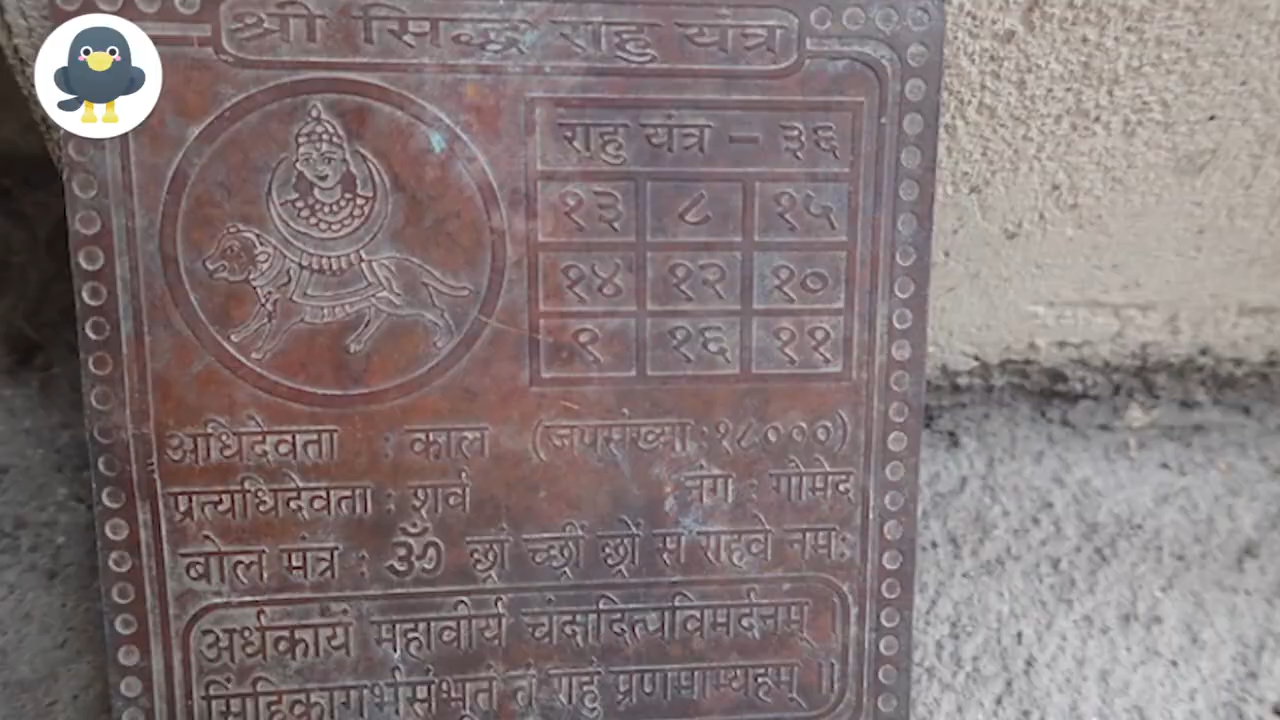 श्री सिद्ध राहु यंत्र
राहु यंत्र - ३६
१३ ८ १५
१४ १२ १०
९ १६ ११
अधिदेवता : काल (जपसंख्या : १८०००)
प्रत्यधिदेवता : शर्व नंग : गोमेद
बोल मंत्र : ॐ छ्रां च्छ्रीं छ्रों सः राहवे नमः
अर्धकायं महावीर्य चंदादित्यविमर्दनम् ।
सिंहिकागर्भसंभूतं तं राहुं प्रणमाम्यहम् ॥